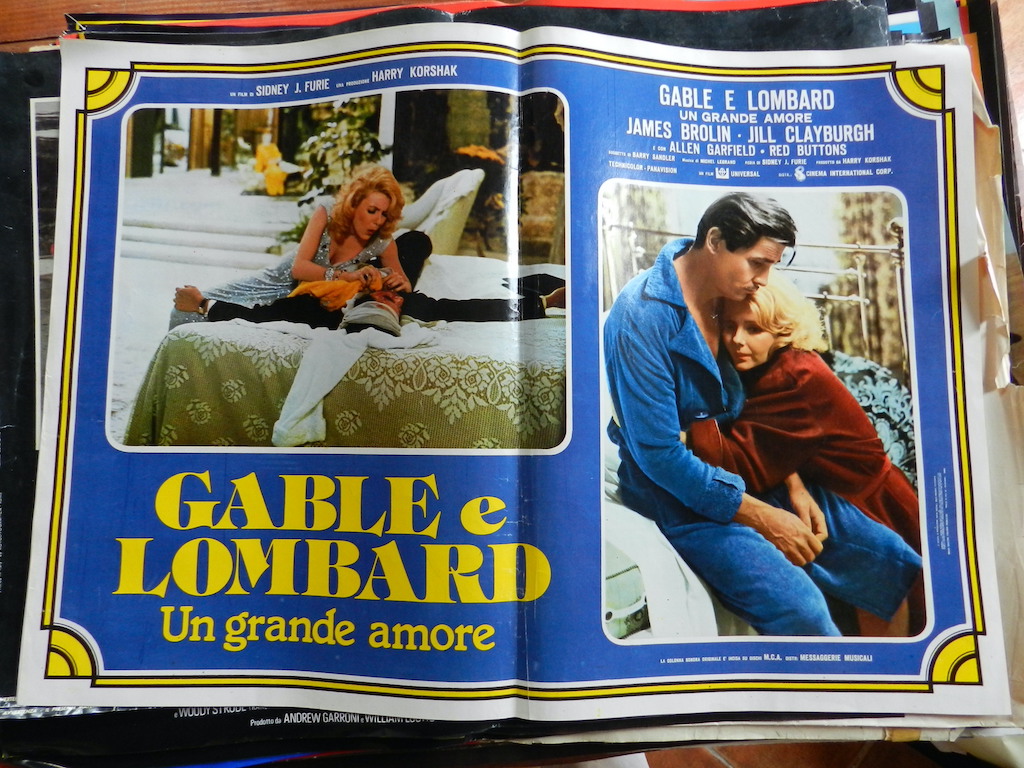 UN FILM DI SIDNEY J. FURIE UNA PRODUZIONE HARRY KORSHAK
GABLE E LOMBARD
UN GRANDE AMORE
JAMES BROLIN · JILL CLAYBURGH
E CON ALLEN GARFIELD · RED BUTTONS
SOGGETTO DI BARRY SANDLER MUSICA DI MICHEL LEGRAND FILM DI SIDNEY J. FURIE PRODOTTO DA HARRY KORSHAK
TECHNICOLOR - PANAVISION UN FILM UNIVERSAL DISTR. CINEMA INTERNATIONAL CORP.
GABLE e
LOMBARD
Un grande amore
LA COLONNA SONORA ORIGINALE E' INCISA SU DISCHI M.C.A. DISTR. MESSAGGERIE MUSICALI
e WOODY STRODE
Prodotto da ANDREW GARRONI e WILLIAM